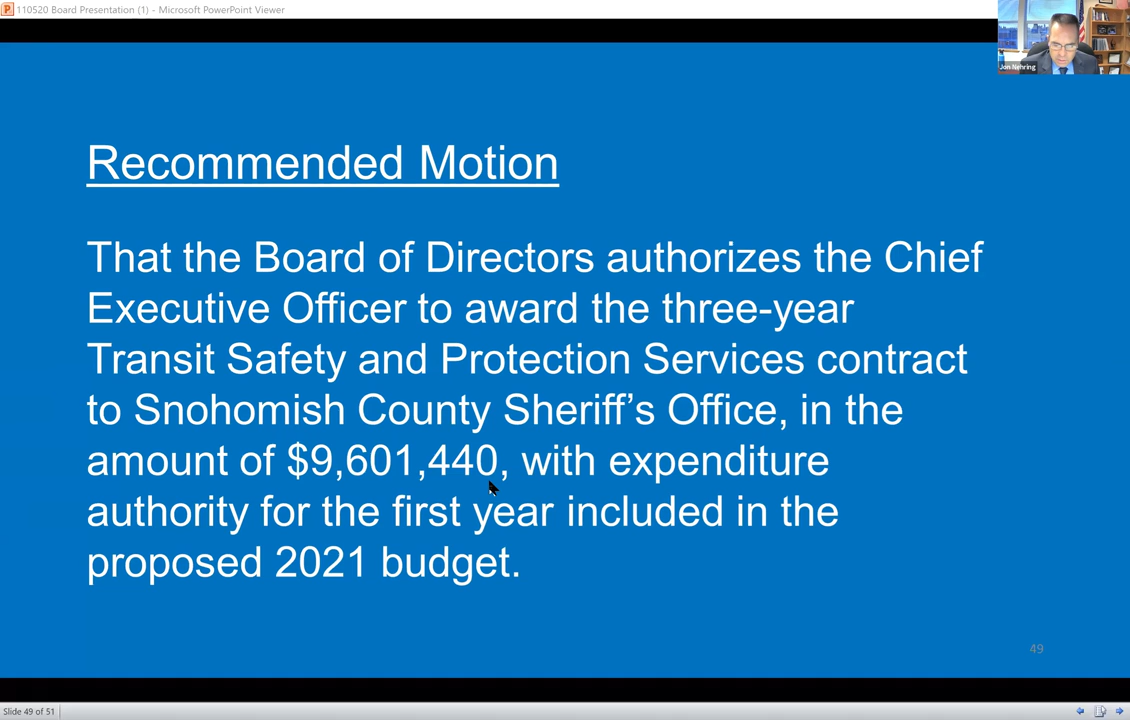 110520 Board Presentation (1) - Microsoft PowerPoint Viewer
Jon Nehring
Recommended Motion
That the Board of Directors authorizes the Chief
Executive Officer to award the three-year
Transit Safety and Protection Services contract
to Snohomish County Sheriff’s Office, in the
amount of $9,601,440, with expenditure
authority for the first year included in the
proposed 2021 budget.
49
Slide 49 of 51